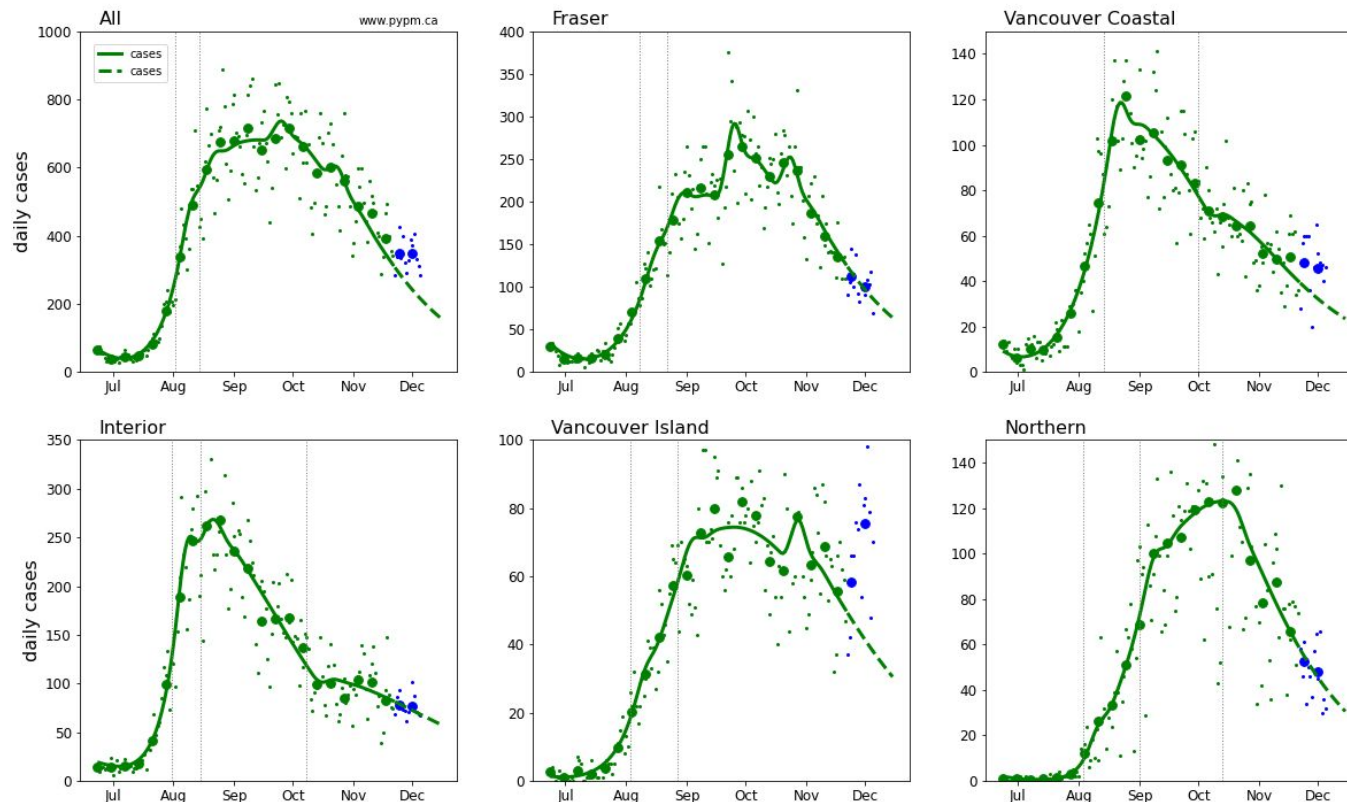 All
www.pypm.ca
Fraser
Vancouver Coastal
daily cases
1000
800
600
400
200
0
cases
cases
Jul Aug Sep Oct Nov Dec
400
350
300
250
200
150
100
50
0
Jul Aug Sep Oct Nov Dec
140
120
100
80
60
40
20
0
Jul Aug Sep Oct Nov Dec
Interior
Vancouver Island
Northern
daily cases
350
300
250
200
150
100
50
0
Jul Aug Sep Oct Nov Dec
100
80
60
40
20
0
Jul Aug Sep Oct Nov Dec
140
120
100
80
60
40
20
0
Jul Aug Sep Oct Nov Dec